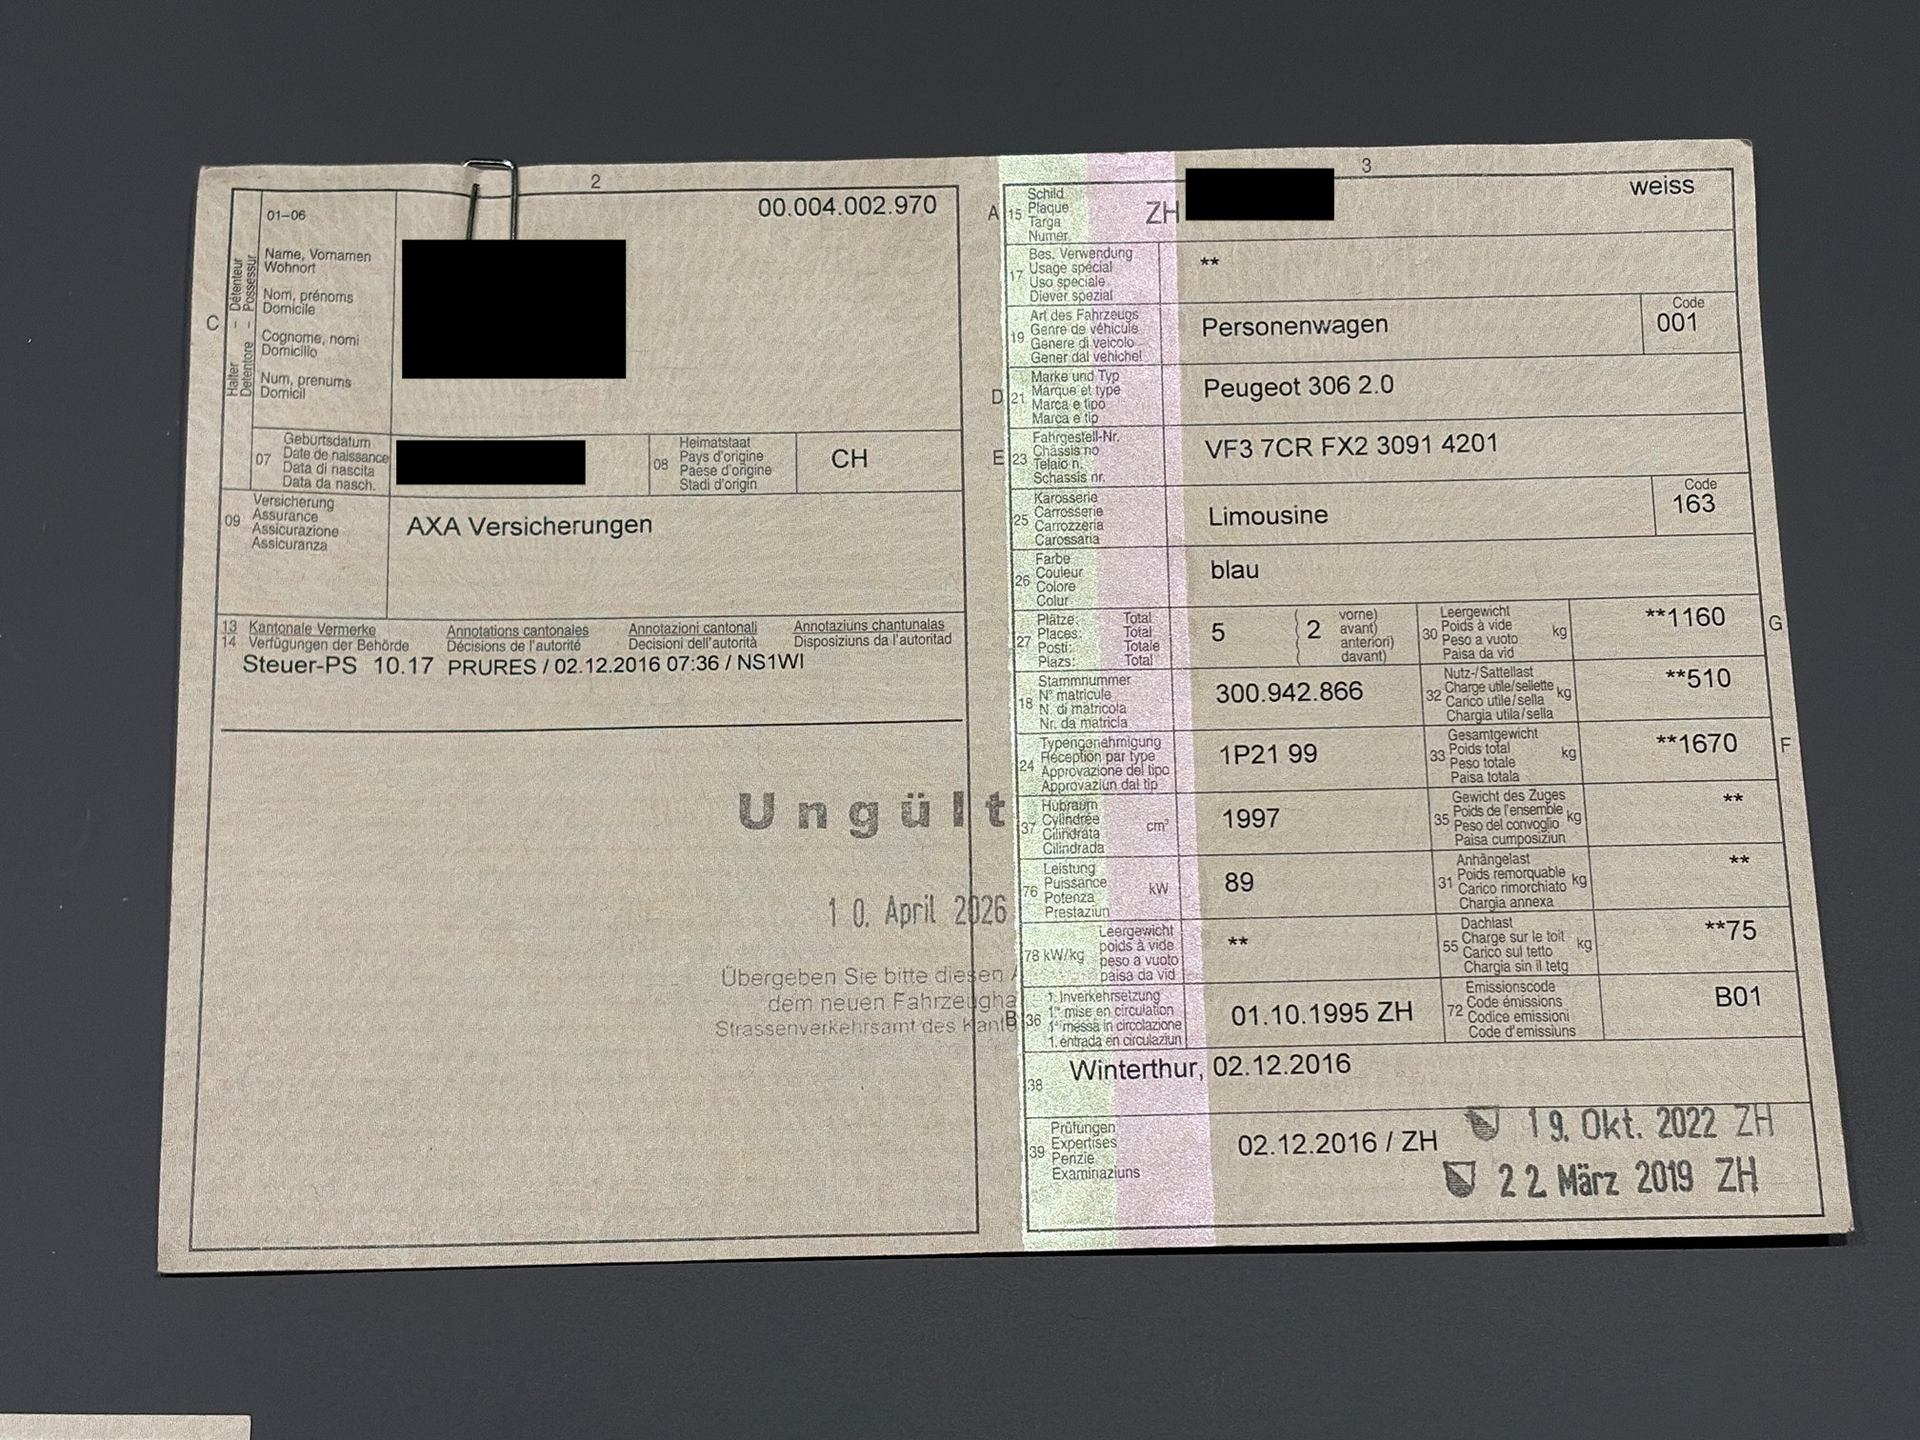 2
01-06
00.004.002.970
C
Halter – Détenteur
Detentore – Possessur
Name, Vornamen
Wohnort
Nom, prénoms
Domicile
Cognome, nomi
Domicilio
Num, prenums
Domicil
07
Geburtsdatum
Date de naissance
Data di nascita
Data da nasch.
08
Heimatstaat
Pays d'origine
Paese d'origine
Stadi d'origin
CH
09
Versicherung
Assurance
Assicurazione
Assicuranza
AXA Versicherungen
13 Kantonale Vermerke Annotations cantonales Annotazioni cantonali Annotaziuns chantunalas
14 Verfügungen der Behörde Décisions de l'autorité Decisioni dell'autorità Disposiziuns da l'autoritad
Steuer-PS 10.17 PRURES / 02.12.2016 07:36 / NS1WI
Ungült
10. April 2026
Übergeben Sie bitte diesen
dem neuen Fahrzeugha
Strassenverkehrsamt des Kant
3
A
15
Schild
Plaque
Targa
Numer
ZH
weiss
17
Bes. Verwendung
Usage spécial
Uso speciale
Diever spezial
**
19
Art des Fahrzeugs
Genre de véhicule
Genere di veicolo
Gener dal vehichel
Personenwagen
Code
001
D
21
Marke und Typ
Marque et type
Marca e tipo
Marca e tip
Peugeot 306 2.0
E
23
Fahrgestell-Nr.
Châssis no
Telaio n.
Schassis nr.
VF3 7CR FX2 3091 4201
25
Karosserie
Carrosserie
Carrozzeria
Carossaria
Limousine
Code
163
26
Farbe
Couleur
Colore
Colur
blau
27
Plätze: Total
Places: Total
Posti: Totale
Plazs: Total
5
2
vorne)
avant)
anteriori)
davant)
30
Leergewicht
Poids à vide
Peso a vuoto
Paisa da vid
kg
**1160
G
18
Stammnummer
N° matricule
N. di matricola
Nr. da matricla
300.942.866
32
Nutz-/Sattellast
Charge utile/sellette
Carico utile/sella
Chargia utila/sella
kg
**510
24
Typengenehmigung
Réception par type
Approvazione del tipo
Approvaziun dal tip
1P21 99
33
Gesamtgewicht
Poids total
Peso totale
Paisa totala
kg
**1670
F
37
Hubraum
Cylindrée
Cilindrata
Cilindrada
cm³
1997
35
Gewicht des Zuges
Poids de l'ensemble
Peso del convoglio
Paisa cumposiziun
kg
**
76
Leistung
Puissance
Potenza
Prestaziun
kW
89
31
Anhängelast
Poids remorquable
Carico rimorchiato
Chargia annexa
kg
**
78 kW/kg
Leergewicht
poids à vide
peso a vuoto
paisa da vid
**
55
Dachlast
Charge sur le toit
Carico sul tetto
Chargia sin il tetg
kg
**75
B
36
1. Inverkehrsetzung
1re mise en circulation
1a messa in circolazione
1. entrada en circulaziun
01.10.1995 ZH
72
Emissionscode
Code émissions
Codice emissioni
Code d'emissiuns
B01
38
Winterthur, 02.12.2016
39
Prüfungen
Expertises
Perizie
Examinaziuns
02.12.2016 / ZH
19. Okt. 2022 ZH
22. März 2019 ZH